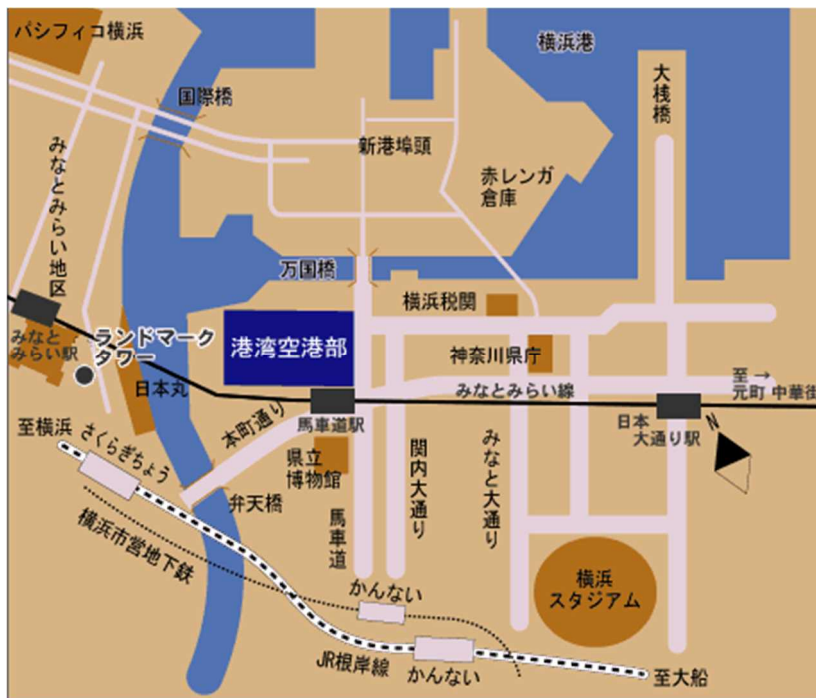 パシフィコ横浜
横浜港
国際橋
大桟橋
新港埠頭
赤レンガ
倉庫
みなとみらい地区
万国橋
横浜税関
みなと
みらい駅
ランドマーク
タワー
港湾空港部
神奈川県庁
日本丸
みなとみらい線
至→
元町 中華街
本町通り
馬車道駅
日本
大通り駅
N
至横浜
さくらぎちょう
県立
博物館
関内大通り
みなと大通り
弁天橋
馬車道
横浜市営地下鉄
横浜
スタジアム
かんない
JR根岸線
かんない
至大船